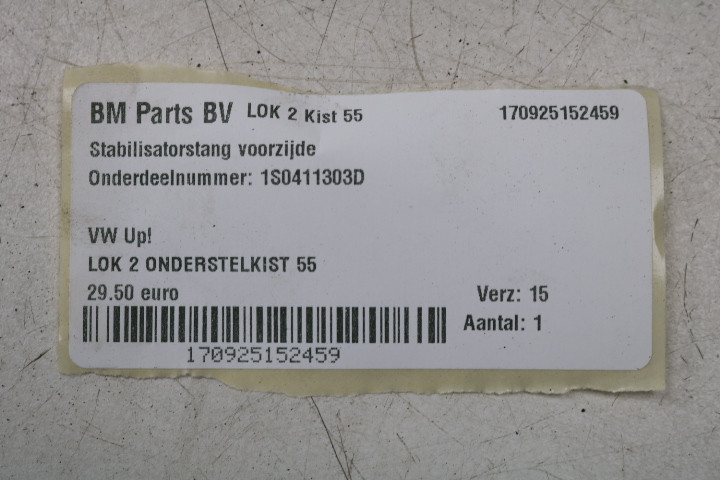 BM Parts BV LOK 2 Kist 55 170925152459
Stabilisatorstang voorzijde
Onderdeelnummer: 1S0411303D
VW Up!
LOK 2 ONDERSTELKIST 55
29.50 euro Verz: 15
Aantal: 1
170925152459